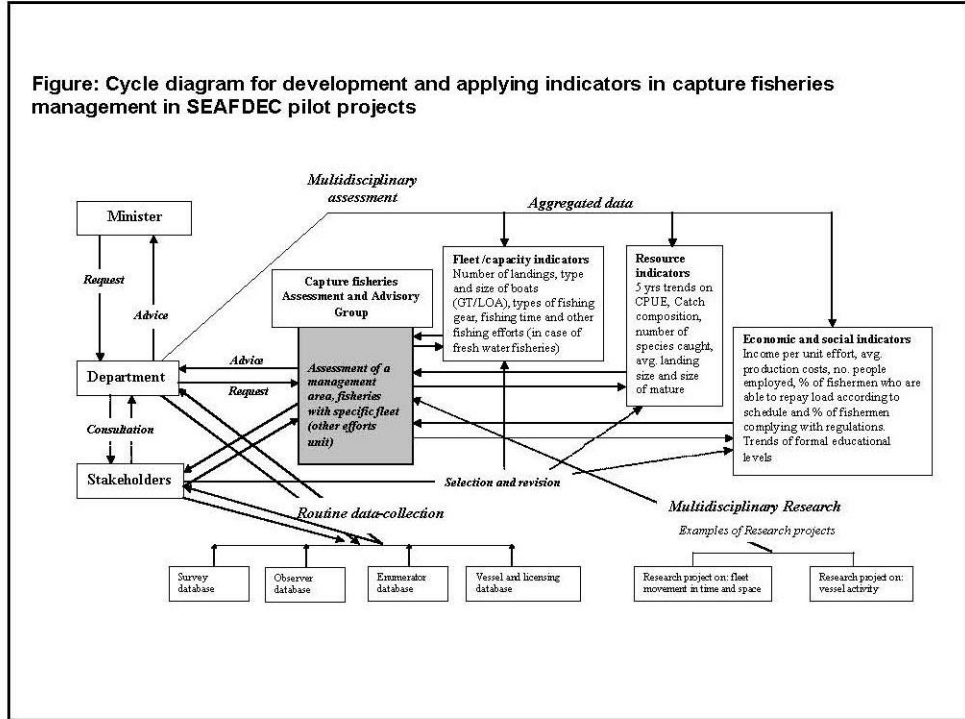 Figure: Cycle diagram for development and applying indicators in capture fisheries
management in SEAFDEC pilot projects
Multidisciplinary
assessment
Aggregated data
Minister
Request
Advice
Fleet /capacity indicators
Number of landings, type
and size of boats
(GT/LOA), types of fishing
gear, fishing time and other
fishing efforts (in case of
fresh water fisheries)
Resource
indicators
5 yrs trends on
CPUE, Catch
composition,
number of
species caught,
avg. landing
size and size
of mature
Capture fisheries
Assessment and Advisory
Group
Economic and social indicators
Income per unit effort, avg.
production costs, no. people
employed, % of fishermen who are
able to repay load according to
schedule and % of fishermen
complying with regulations.
Trends of formal educational
levels
Department
Advice
Request
Assessment of a
management
area, fisheries
with specific fleet
(other efforts
unit)
Consultation
Stakeholders
Selection and revision
Routine data-collection
Multidisciplinary Research
Examples of Research projects
Survey
database
Observer
database
Enumerator
database
Vessel and licensing
database
Research project on: fleet
movement in time and space
Research project on:
vessel activity